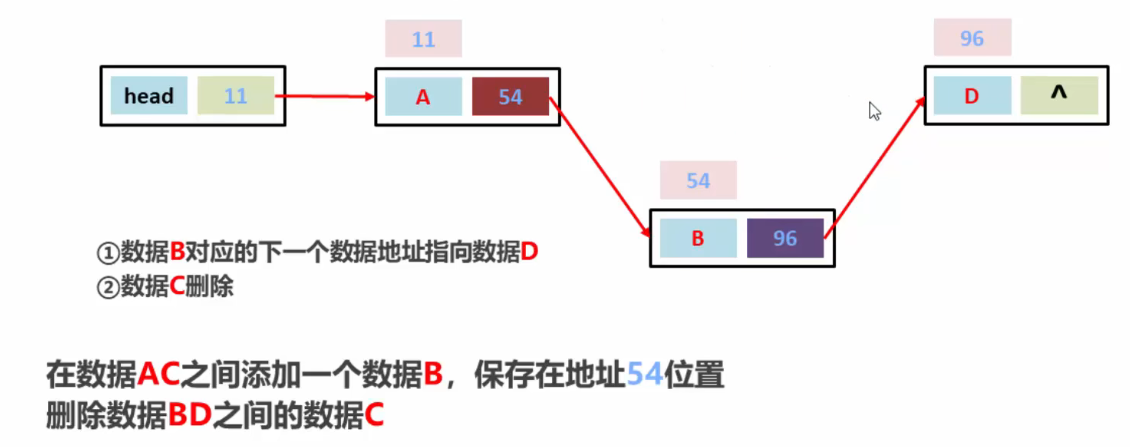 11
96
head 11
A 54
D ^
54
B 96
①数据B对应的下一个数据地址指向数据D
②数据C删除
在数据AC之间添加一个数据B，保存在地址54位置
删除数据BD之间的数据C